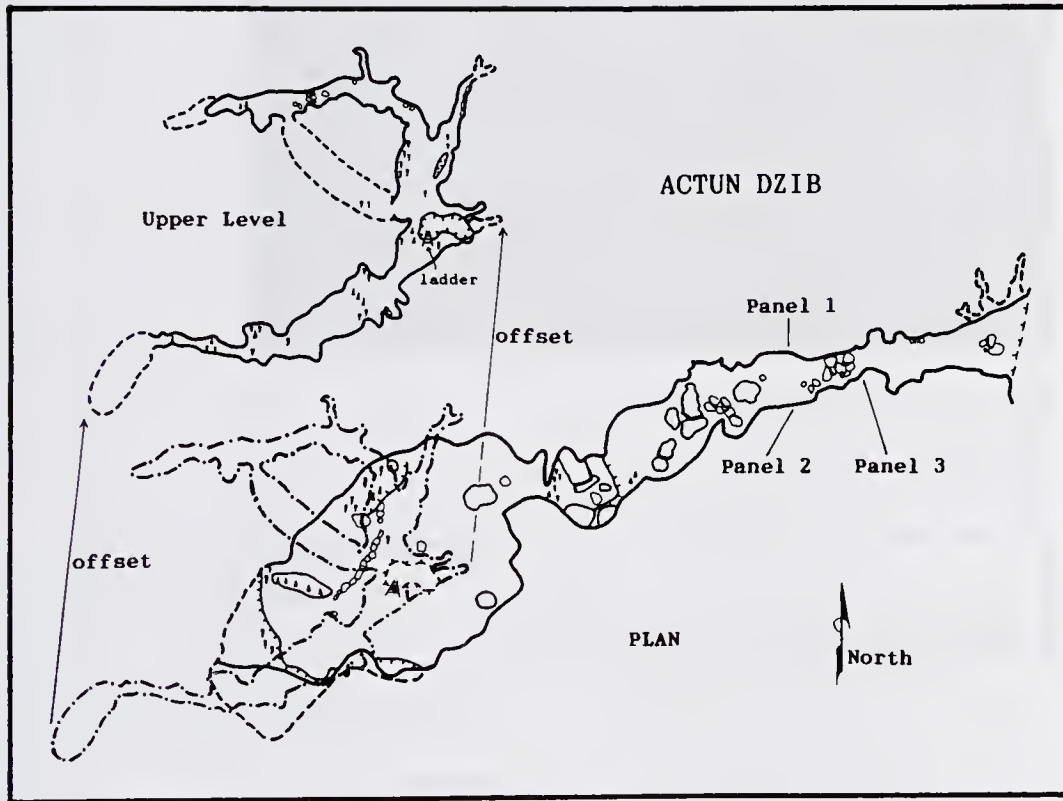 ACTUN DZIB
Upper Level
ladder
offset
Panel 1
Panel 2
Panel 3
offset
PLAN
North